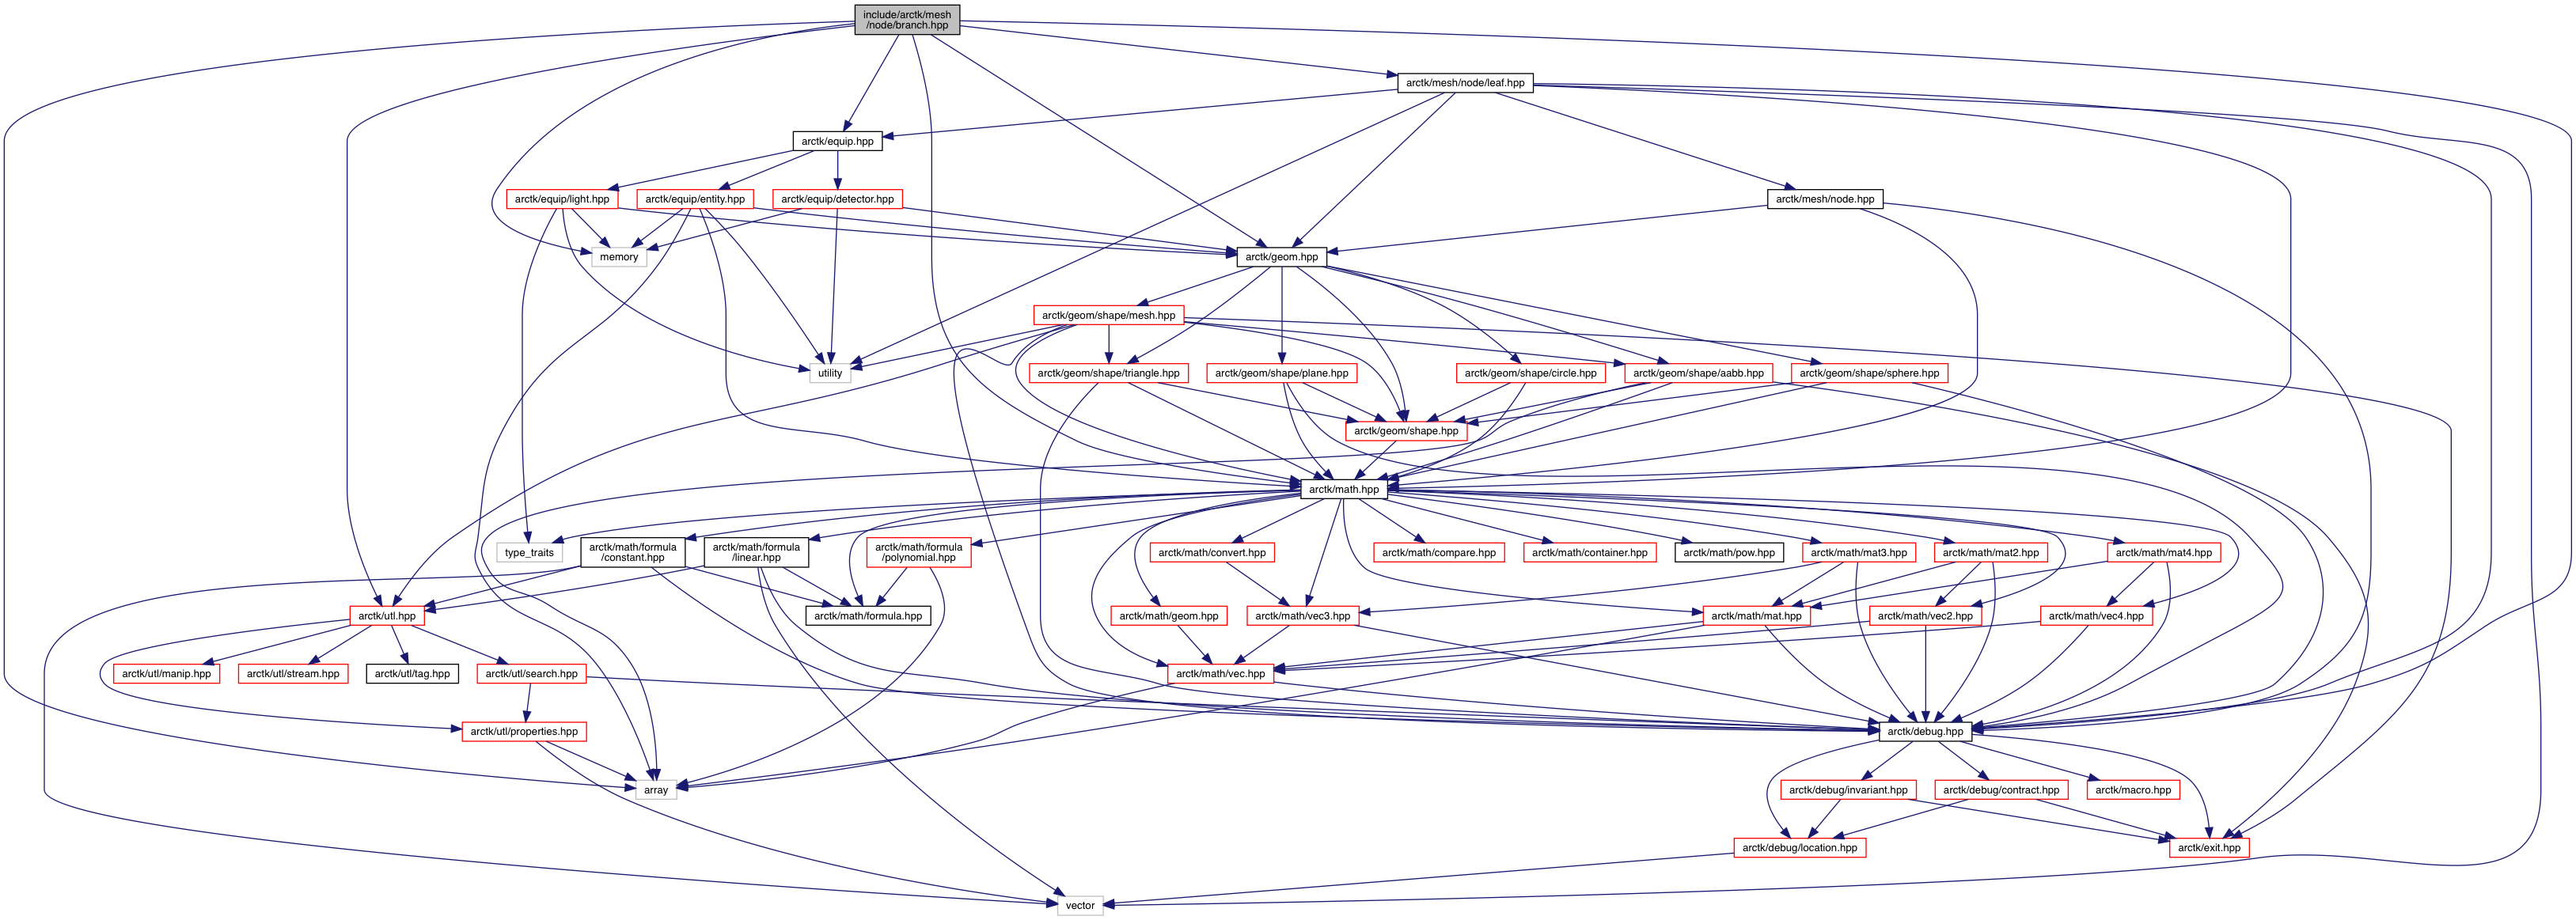 include/arctk/mesh
/node/branch.hpp
arctk/mesh/node/leaf.hpp
arctk/equip.hpp
arctk/equip/light.hpp
arctk/equip/entity.hpp
arctk/equip/detector.hpp
arctk/mesh/node.hpp
memory
arctk/geom.hpp
arctk/geom/shape/mesh.hpp
utility
arctk/geom/shape/triangle.hpp
arctk/geom/shape/plane.hpp
arctk/geom/shape/circle.hpp
arctk/geom/shape/aabb.hpp
arctk/geom/shape/sphere.hpp
arctk/geom/shape.hpp
arctk/math.hpp
type_traits
arctk/math/formula
/constant.hpp
arctk/math/formula
/linear.hpp
arctk/math/formula
/polynomial.hpp
arctk/math/convert.hpp
arctk/math/compare.hpp
arctk/math/container.hpp
arctk/math/pow.hpp
arctk/math/mat3.hpp
arctk/math/mat2.hpp
arctk/math/mat4.hpp
arctk/utl.hpp
arctk/math/formula.hpp
arctk/math/geom.hpp
arctk/math/vec3.hpp
arctk/math/mat.hpp
arctk/math/vec2.hpp
arctk/math/vec4.hpp
arctk/utl/manip.hpp
arctk/utl/stream.hpp
arctk/utl/tag.hpp
arctk/utl/search.hpp
arctk/math/vec.hpp
arctk/utl/properties.hpp
arctk/debug.hpp
array
arctk/debug/invariant.hpp
arctk/debug/contract.hpp
arctk/macro.hpp
arctk/debug/location.hpp
arctk/exit.hpp
vector